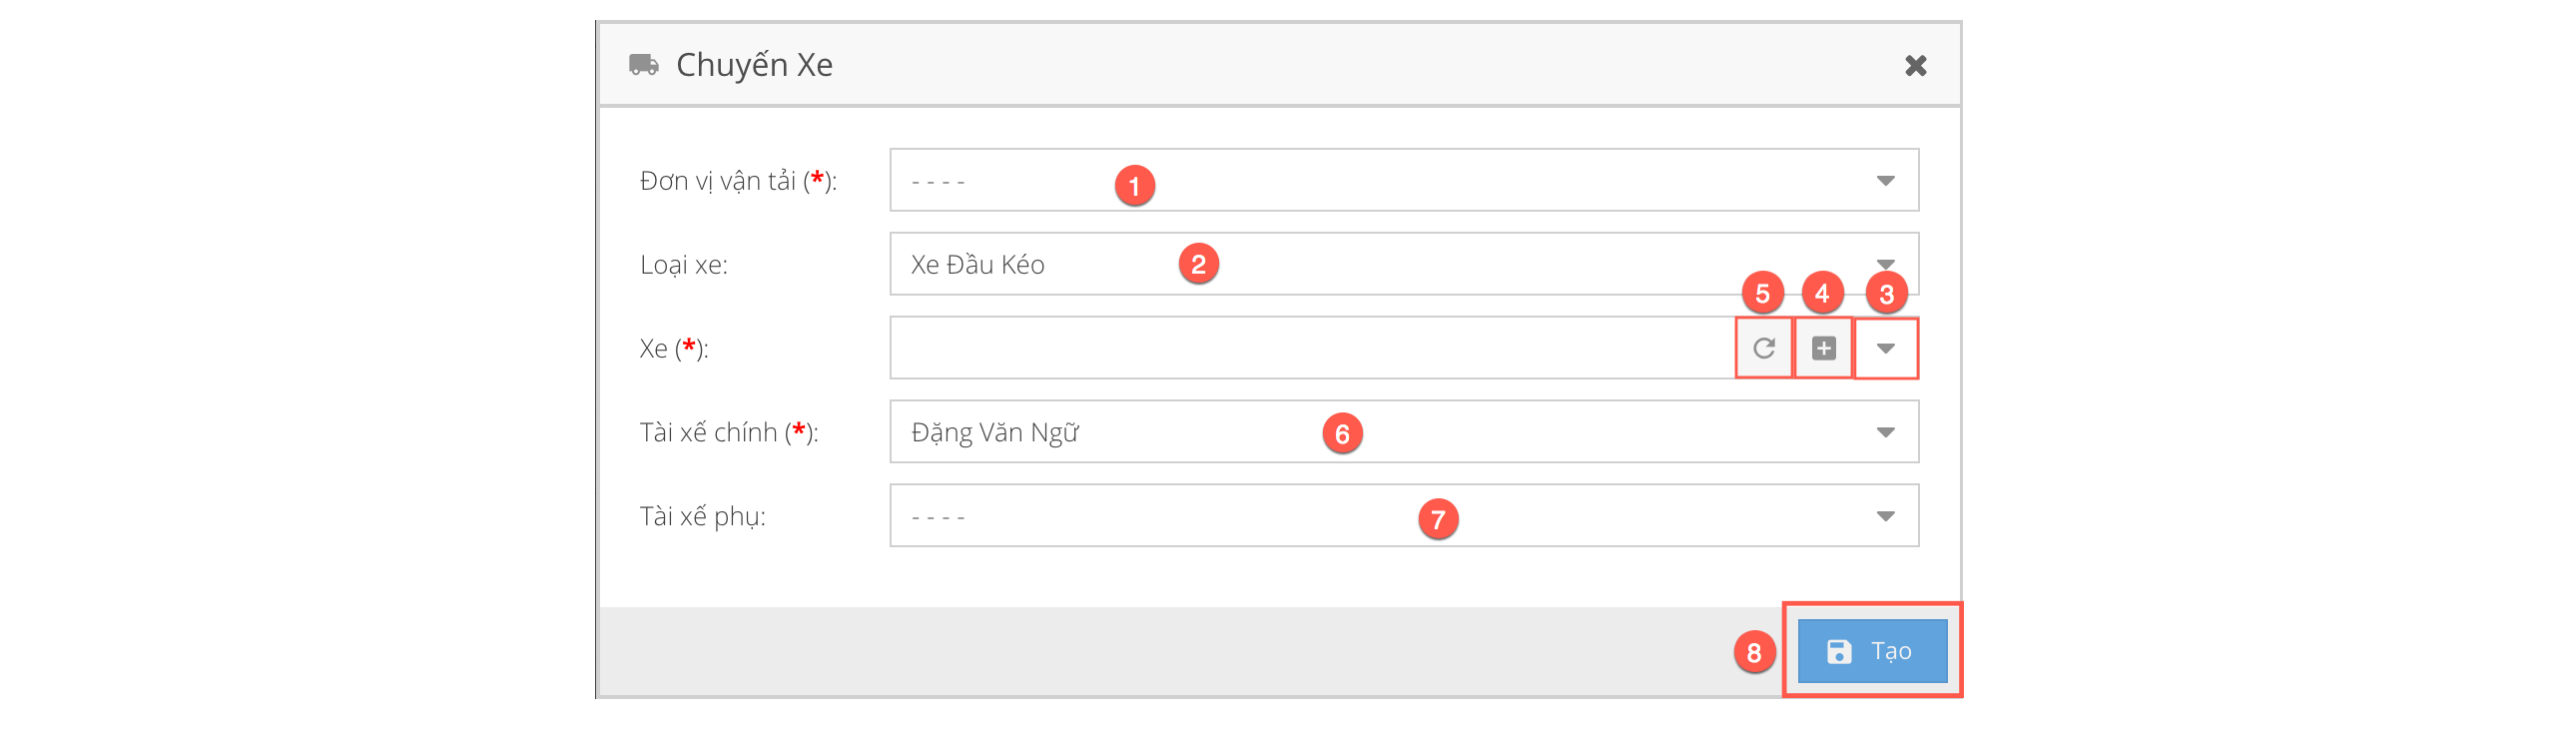 Chuyến Xe
Đơn vị vận tải (*): - - - - 1
Loại xe: Xe Đầu Kéo 2
5 4 3
Xe (*):
Tài xế chính (*): Đặng Văn Ngữ 6
Tài xế phụ: - - - - 7
8 Tạo